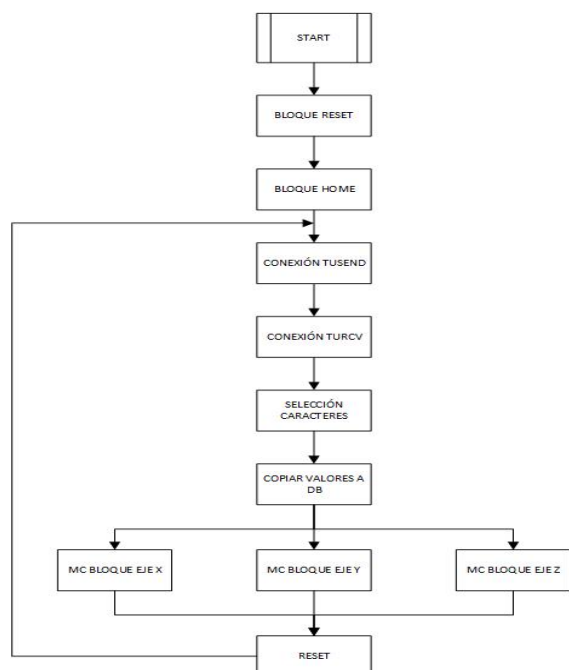 START
BLOQUE RESET
BLOQUE HOME
CONEXIÓN TUSEND
CONEXIÓN TURCV
SELECCIÓN
CARACTERES
COPIAR VALORES A
DB
MC BLOQUE EJE X
MC BLOQUE EJE Y
MC BLOQUE EJE Z
RESET